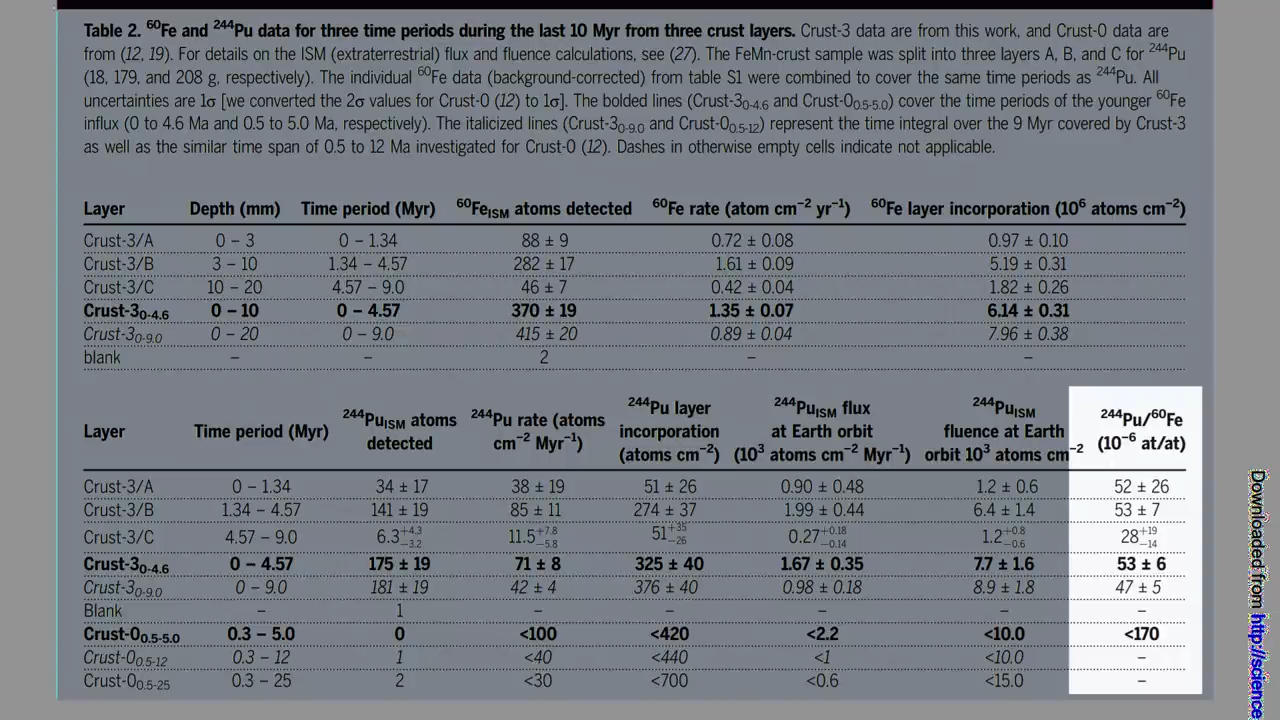 Table 2. ⁶⁰Fe and ²⁴⁴Pu data for three time periods during the last 10 Myr from three crust layers. Crust-3 data are from this work, and Crust-0 data are
from (12, 19). For details on the ISM (extraterrestrial) flux and fluence calculations, see (27). The FeMn-crust sample was split into three layers A, B, and C for ²⁴⁴Pu
(18, 179, and 208 g, respectively). The individual ⁶⁰Fe data (background-corrected) from table S1 were combined to cover the same time periods as ²⁴⁴Pu. All
uncertainties are 1σ [we converted the 2σ values for Crust-0 (12) to 1σ]. The bolded lines (Crust-3₀₋₄.₆ and Crust-0₀.₅₋₅.₀) cover the time periods of the younger ⁶⁰Fe
influx (0 to 4.6 Ma and 0.5 to 5.0 Ma, respectively). The italicized lines (Crust-3₀₋₉.₀ and Crust-0₀.₅₋₁₂) represent the time integral over the 9 Myr covered by Crust-3
as well as the similar time span of 0.5 to 12 Ma investigated for Crust-0 (12). Dashes in otherwise empty cells indicate not applicable.
Layer Depth (mm) Time period (Myr) ⁶⁰FeISM atoms detected ⁶⁰Fe rate (atom cm⁻² yr⁻¹) ⁶⁰Fe layer incorporation (10⁶ atoms cm⁻²)
Crust-3/A 0 – 3 0 – 1.34 88 ± 9 0.72 ± 0.08 0.97 ± 0.10
Crust-3/B 3 – 10 1.34 – 4.57 282 ± 17 1.61 ± 0.09 5.19 ± 0.31
Crust-3/C 10 – 20 4.57 – 9.0 46 ± 7 0.42 ± 0.04 1.82 ± 0.26
Crust-3₀₋₄.₆ 0 – 10 0 – 4.57 370 ± 19 1.35 ± 0.07 6.14 ± 0.31
Crust-3₀₋₉.₀ 0 – 20 0 – 9.0 415 ± 20 0.89 ± 0.04 7.96 ± 0.38
blank – – 2 – –
Layer Time period (Myr) ²⁴⁴PuISM atoms detected ²⁴⁴Pu rate (atoms cm⁻² Myr⁻¹) ²⁴⁴Pu layer incorporation (atoms cm⁻²) ²⁴⁴PuISM flux at Earth orbit (10³ atoms cm⁻² Myr⁻¹) ²⁴⁴PuISM fluence at Earth orbit 10³ atoms cm⁻² ²⁴⁴Pu/⁶⁰Fe (10⁻⁶ at/at)
Crust-3/A 0 – 1.34 34 ± 17 38 ± 19 51 ± 26 0.90 ± 0.48 1.2 ± 0.6 52 ± 26
Crust-3/B 1.34 – 4.57 141 ± 19 85 ± 11 274 ± 37 1.99 ± 0.44 6.4 ± 1.4 53 ± 7
Crust-3/C 4.57 – 9.0 6.3 +4.3 −3.2 11.5 +7.8 −5.8 51 +35 −26 0.27 +0.18 −0.14 1.2 +0.8 −0.6 28 +19 −14
Crust-3₀₋₄.₆ 0 – 4.57 175 ± 19 71 ± 8 325 ± 40 1.67 ± 0.35 7.7 ± 1.6 53 ± 6
Crust-3₀₋₉.₀ 0 – 9.0 181 ± 19 42 ± 4 376 ± 40 0.98 ± 0.18 8.9 ± 1.8 47 ± 5
Blank – 1 – – – – –
Crust-0₀.₅₋₅.₀ 0.3 – 5.0 0 <100 <420 <2.2 <10.0 <170
Crust-0₀.₅₋₁₂ 0.3 – 12 1 <40 <440 <1 <10.0 –
Crust-0₀.₅₋₂₅ 0.3 – 25 2 <30 <700 <0.6 <15.0 –
Downloaded from http://science